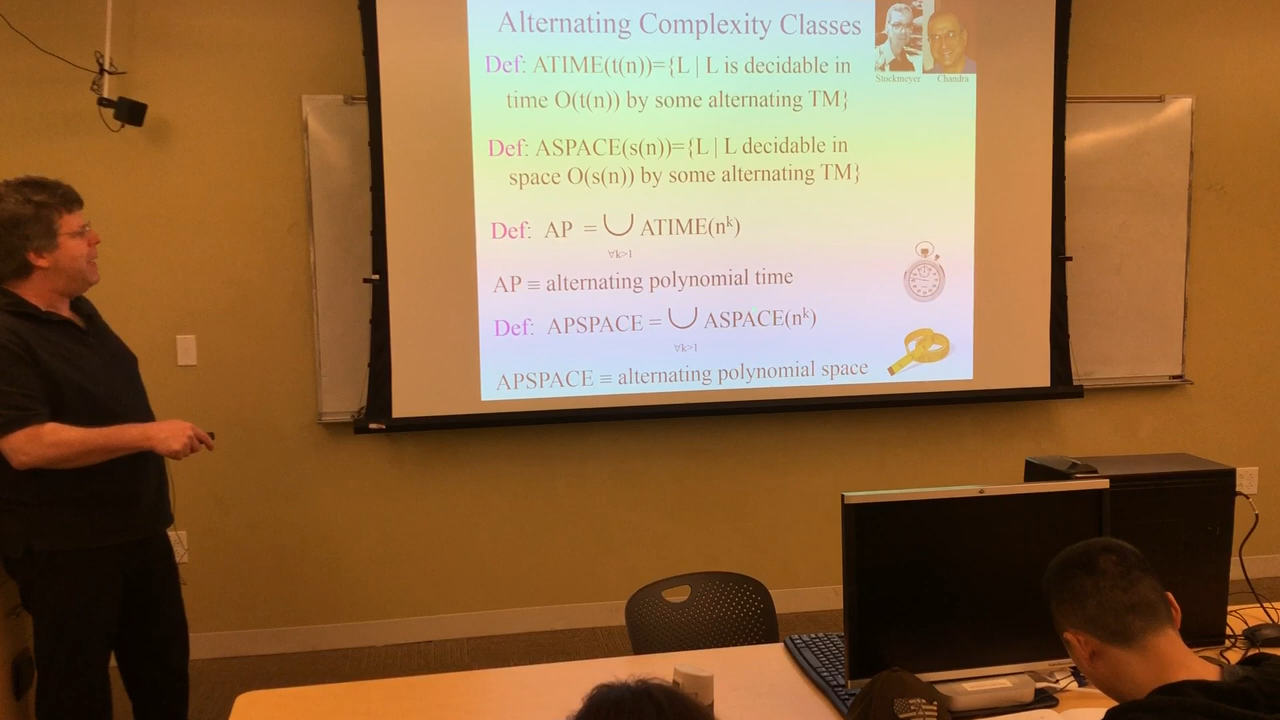 Alternating Complexity Classes
Stockmeyer Chandra
Def: ATIME(t(n))={L | L is decidable in
time O(t(n)) by some alternating TM}
Def: ASPACE(s(n))={L | L decidable in
space O(s(n)) by some alternating TM}
Def: AP = ∪ ATIME(nᵏ)
∀k>1
AP ≡ alternating polynomial time
Def: APSPACE = ∪ ASPACE(nᵏ)
∀k>1
APSPACE ≡ alternating polynomial space